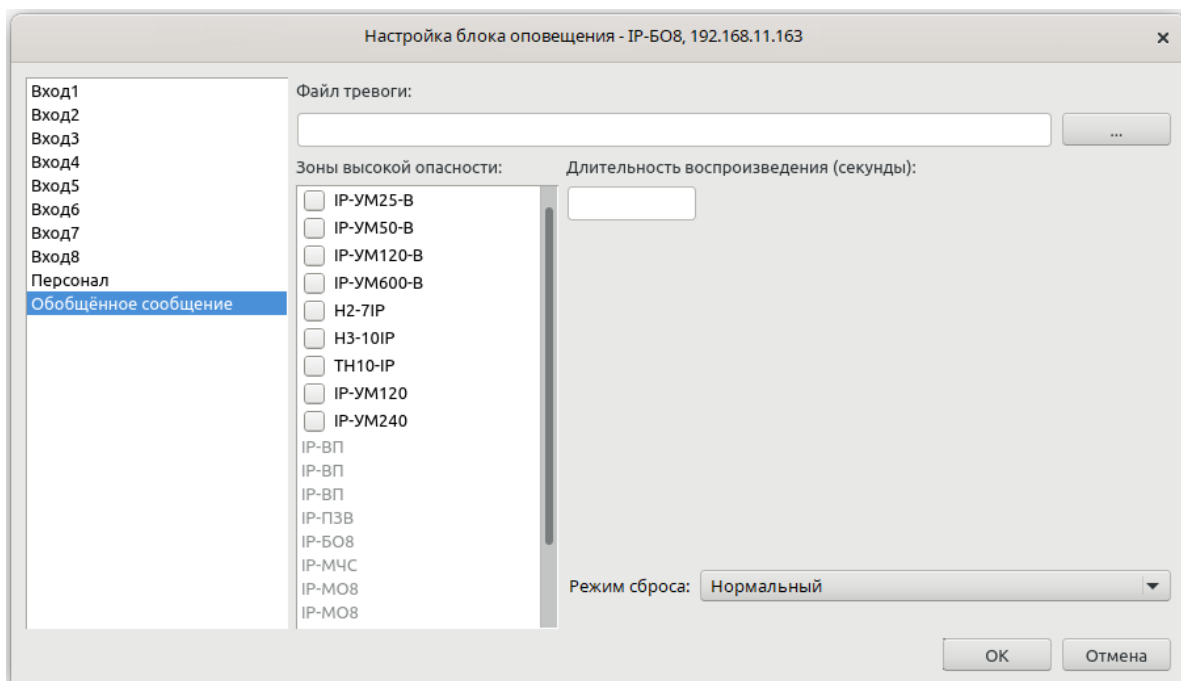 Настройка блока оповещения - IP-БО8, 192.168.11.163
Вход1
Вход2
Вход3
Вход4
Вход5
Вход6
Вход7
Вход8
Персонал
Обобщённое сообщение
Файл тревоги:
...
Зоны высокой опасности:
IP-УМ25-В
IP-УМ50-В
IP-УМ120-В
IP-УМ600-В
Н2-7IP
Н3-10IP
ТН10-IP
IP-УМ120
IP-УМ240
IP-ВП
IP-ВП
IP-ВП
IP-ПЗВ
IP-БО8
IP-МЧС
IP-МО8
IP-МО8
Длительность воспроизведения (секунды):
Режим сброса: Нормальный
ОК
Отмена